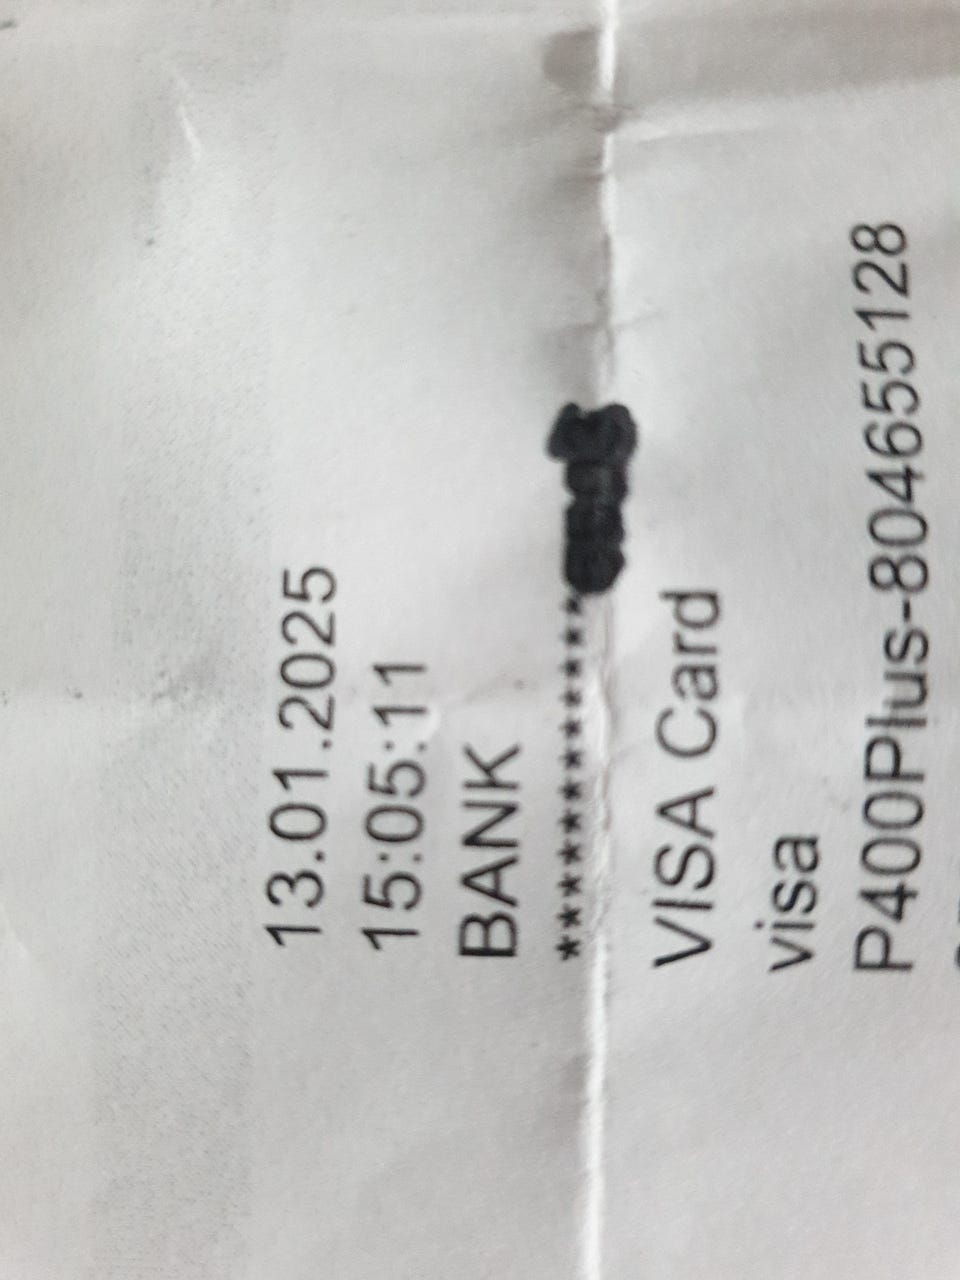 13.01.2025
15:05:11
BANK
************
VISA Card
visa
P400Plus-804655128